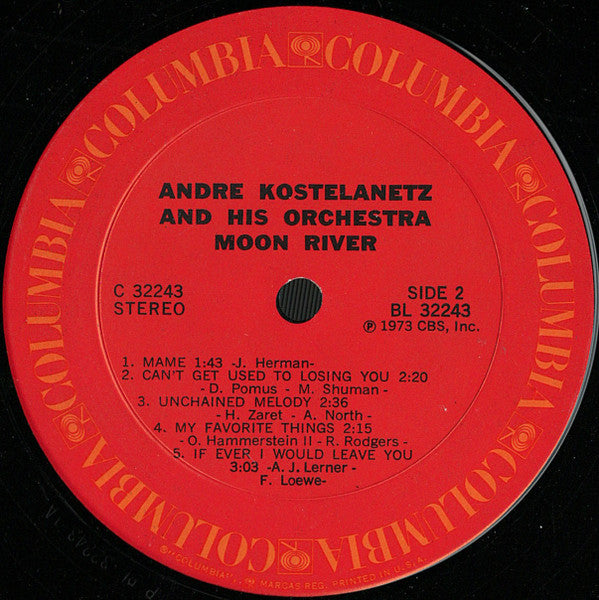 COLUMBIA COLUMBIA COLUMBIA COLUMBIA COLUMBIA COLUMBIA
ANDRE KOSTELANETZ
AND HIS ORCHESTRA
MOON RIVER
C 32243
STEREO
SIDE 2
BL 32243
℗ 1973 CBS, Inc.
1. MAME 1:43 -J. Herman-
2. CAN'T GET USED TO LOSING YOU 2:20
- D. Pomus - M. Shuman -
3. UNCHAINED MELODY 2:36
- H. Zaret - A. North -
4. MY FAVORITE THINGS 2:15
- O. Hammerstein II - R. Rodgers -
5. IF EVER I WOULD LEAVE YOU
3:03 -A. J. Lerner -
F. Loewe-
"COLUMBIA", MARCAS REG. PRINTED IN U.S.A.